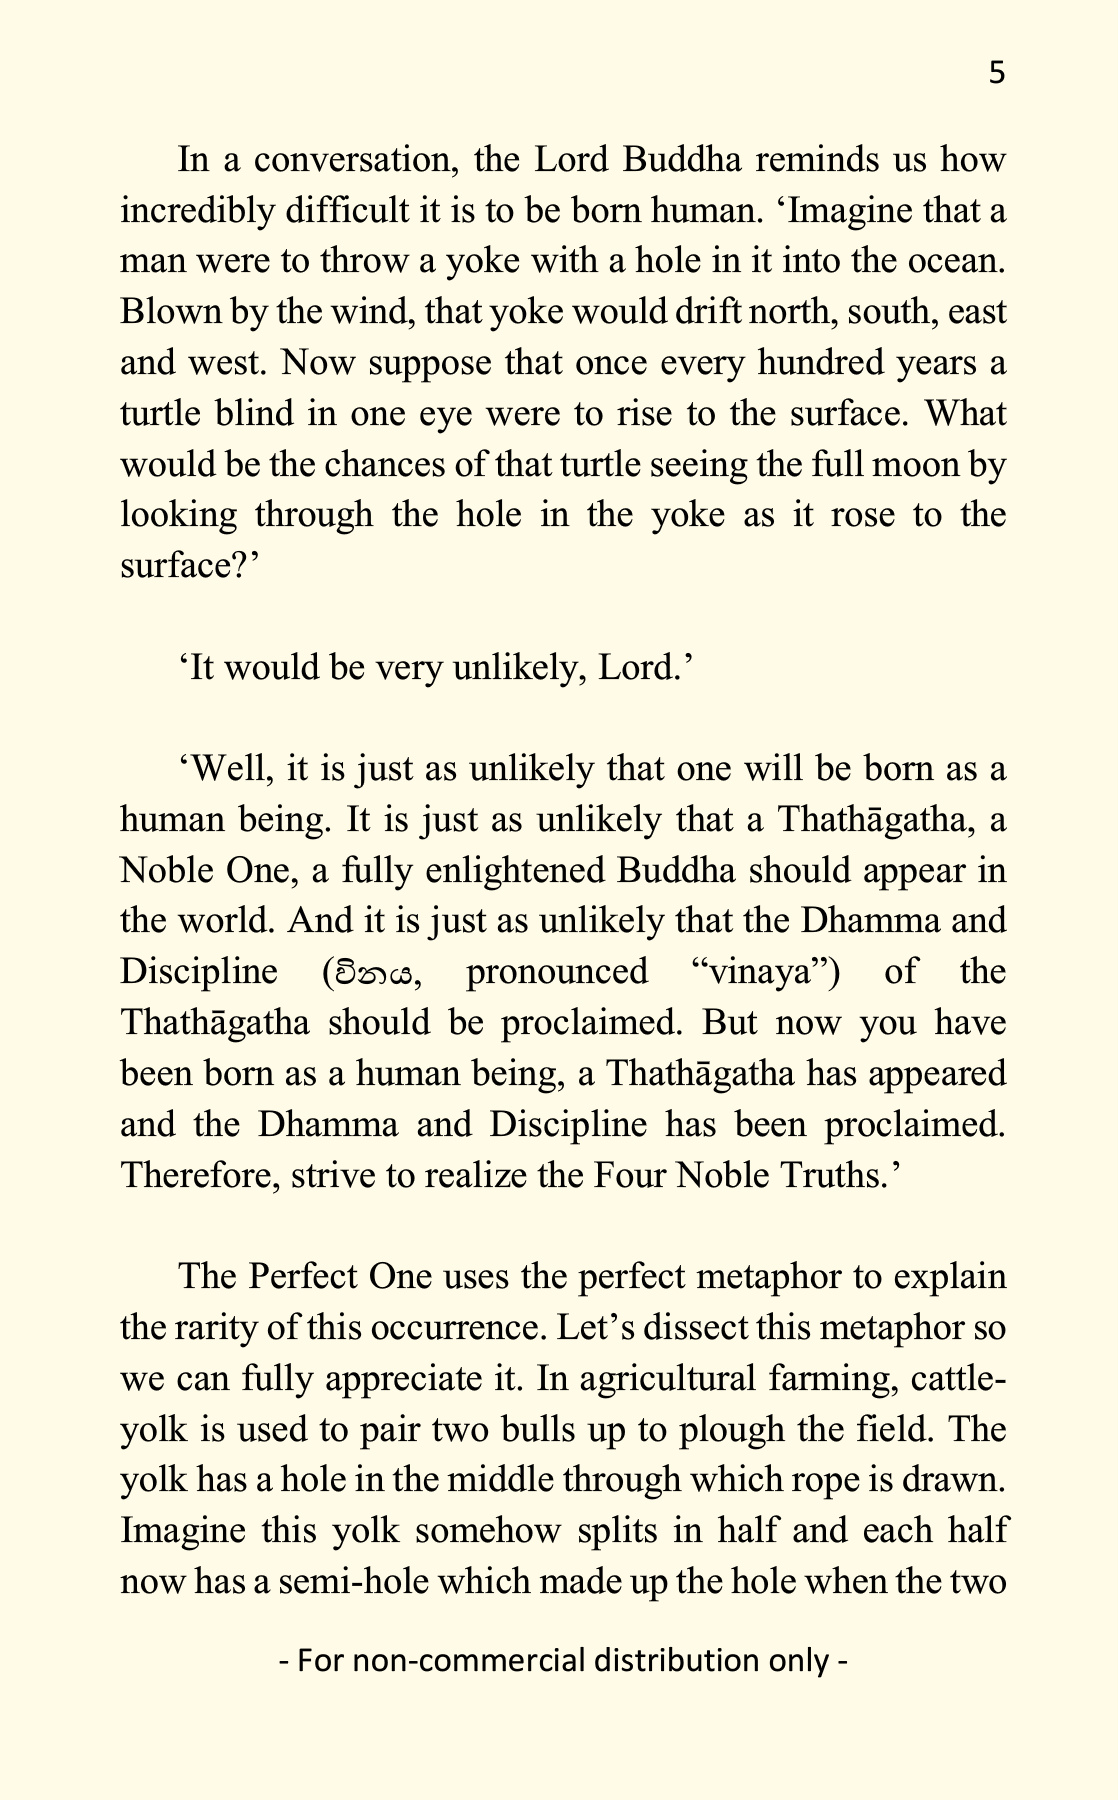 5
In a conversation, the Lord Buddha reminds us how
incredibly difficult it is to be born human. ‘Imagine that a
man were to throw a yoke with a hole in it into the ocean.
Blown by the wind, that yoke would drift north, south, east
and west. Now suppose that once every hundred years a
turtle blind in one eye were to rise to the surface. What
would be the chances of that turtle seeing the full moon by
looking through the hole in the yoke as it rose to the
surface?’
‘It would be very unlikely, Lord.’
‘Well, it is just as unlikely that one will be born as a
human being. It is just as unlikely that a Thathāgatha, a
Noble One, a fully enlightened Buddha should appear in
the world. And it is just as unlikely that the Dhamma and
Discipline (විනය, pronounced “vinaya”) of the
Thathāgatha should be proclaimed. But now you have
been born as a human being, a Thathāgatha has appeared
and the Dhamma and Discipline has been proclaimed.
Therefore, strive to realize the Four Noble Truths.’
The Perfect One uses the perfect metaphor to explain
the rarity of this occurrence. Let’s dissect this metaphor so
we can fully appreciate it. In agricultural farming, cattle-
yolk is used to pair two bulls up to plough the field. The
yolk has a hole in the middle through which rope is drawn.
Imagine this yolk somehow splits in half and each half
now has a semi-hole which made up the hole when the two
- For non-commercial distribution only -